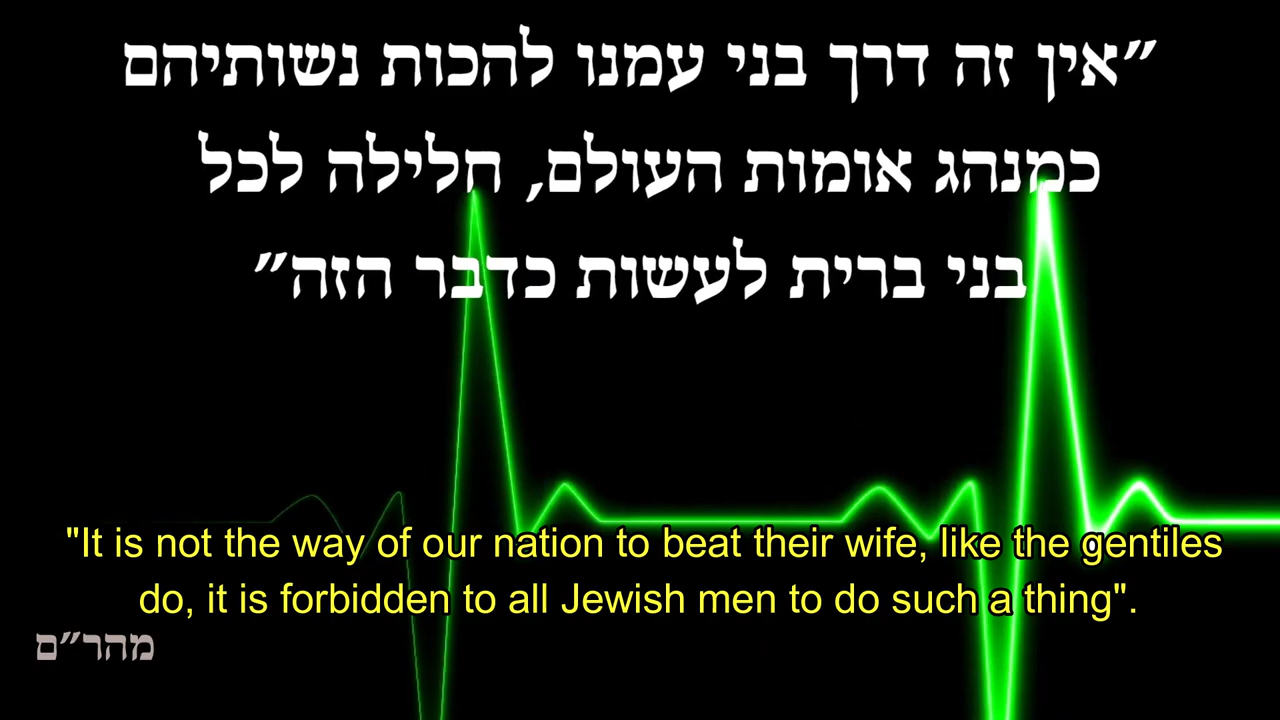 "אין זה דרך בני עמנו להכות נשותיהם
כמנהג אומות העולם, חלילה לכל
בני ברית לעשות כדבר הזה"
"It is not the way of our nation to beat their wife, like the gentiles
do, it is forbidden to all Jewish men to do such a thing".
מהר"ם